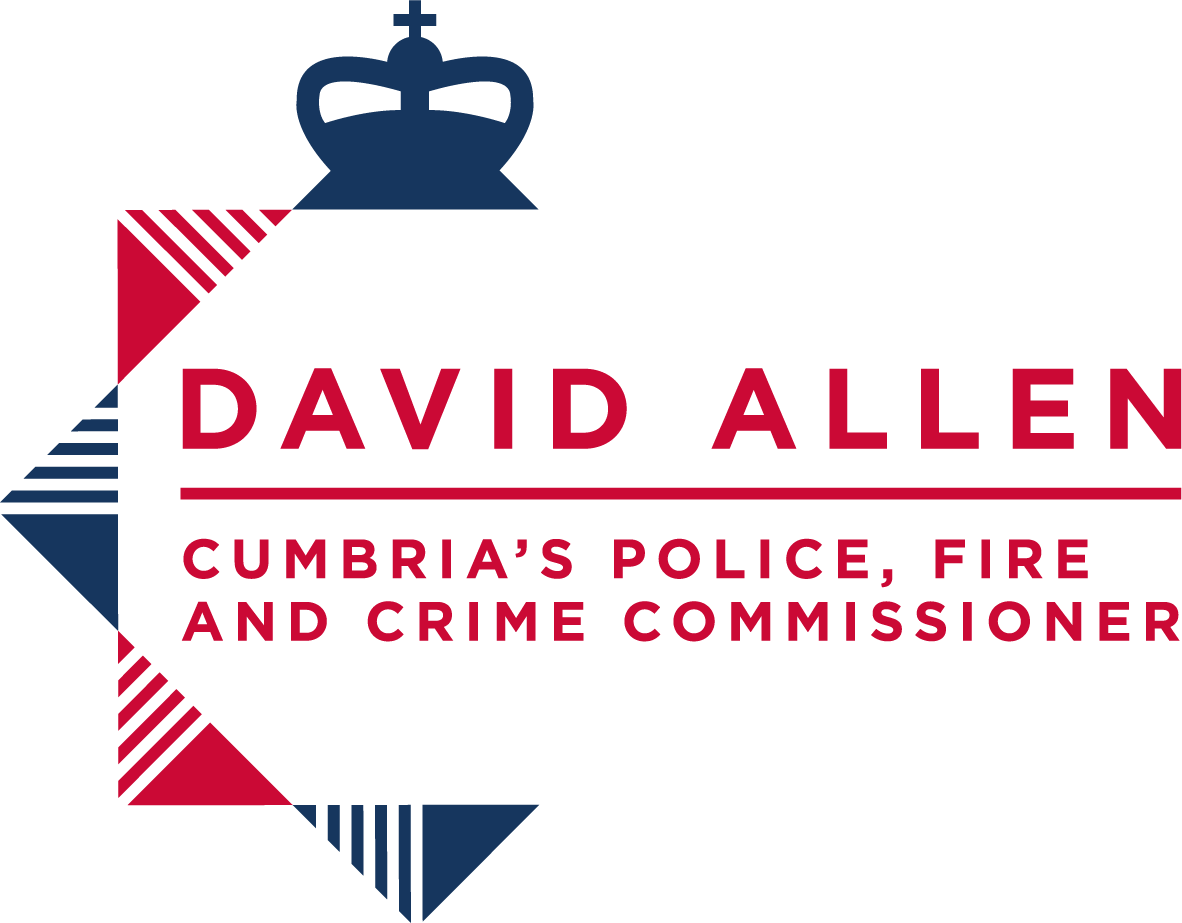 DAVID ALLEN
CUMBRIA'S POLICE, FIRE
AND CRIME COMMISSIONER